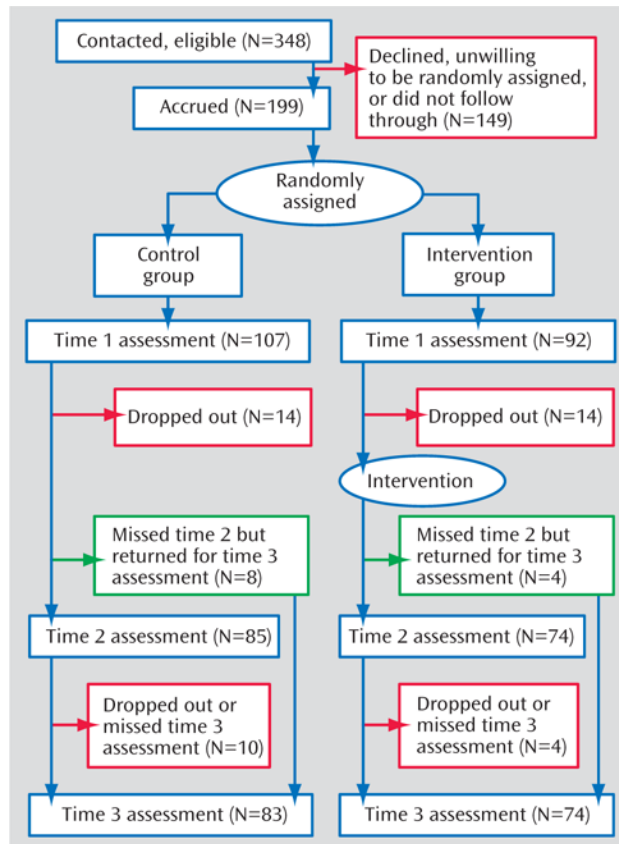 Contacted, eligible (N=348)
Declined, unwilling
to be randomly assigned,
or did not follow
through (N=149)
Accrued (N=199)
Randomly
assigned
Control
group
Intervention
group
Time 1 assessment (N=107)
Time 1 assessment (N=92)
Dropped out (N=14)
Dropped out (N=14)
Intervention
Missed time 2 but
returned for time 3
assessment (N=8)
Missed time 2 but
returned for time 3
assessment (N=4)
Time 2 assessment (N=85)
Time 2 assessment (N=74)
Dropped out or
missed time 3
assessment (N=10)
Dropped out or
missed time 3
assessment (N=4)
Time 3 assessment (N=83)
Time 3 assessment (N=74)